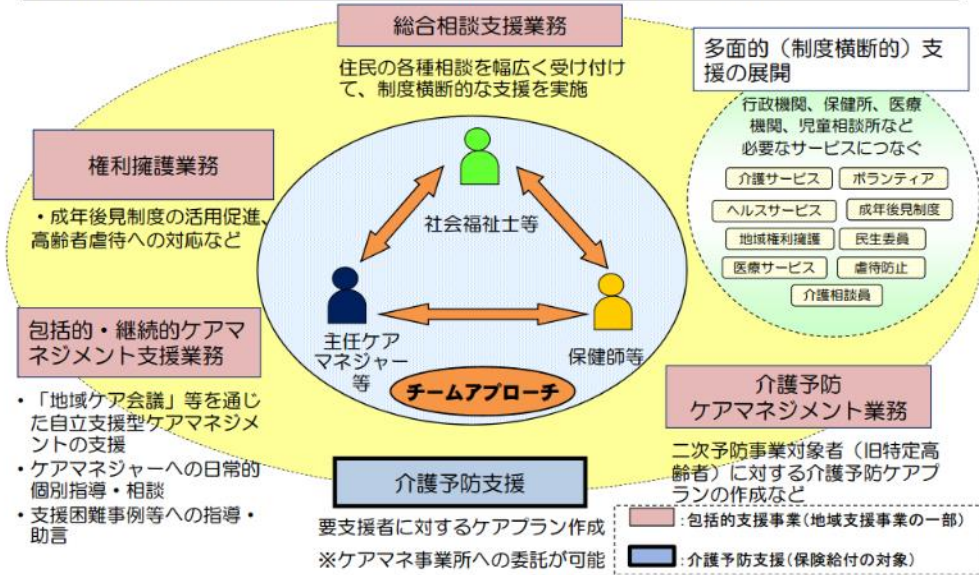 総合相談支援業務
住民の各種相談を幅広く受け付け
て、制度横断的な支援を実施
多面的（制度横断的）支
援の展開
行政機関、保健所、医療
機関、児童相談所など
必要なサービスにつなぐ
介護サービス
ボランティア
ヘルスサービス
成年後見制度
地域権利擁護
民生委員
医療サービス
虐待防止
介護相談員
権利擁護業務
・成年後見制度の活用促進、
高齢者虐待への対応など
社会福祉士等
主任ケア
マネジャー
等
保健師等
チームアプローチ
包括的・継続的ケアマ
ネジメント支援業務
・「地域ケア会議」等を通じ
た自立支援型ケアマネジメ
ントの支援
・ケアマネジャーへの日常的
個別指導・相談
・支援困難事例等への指導・
助言
介護予防支援
要支援者に対するケアプラン作成
※ケアマネ事業所への委託が可能
介護予防
ケアマネジメント業務
二次予防事業対象者（旧特定高
齢者）に対する介護予防ケアプ
ランの作成など
：包括的支援事業（地域支援事業の一部）
：介護予防支援（保険給付の対象）